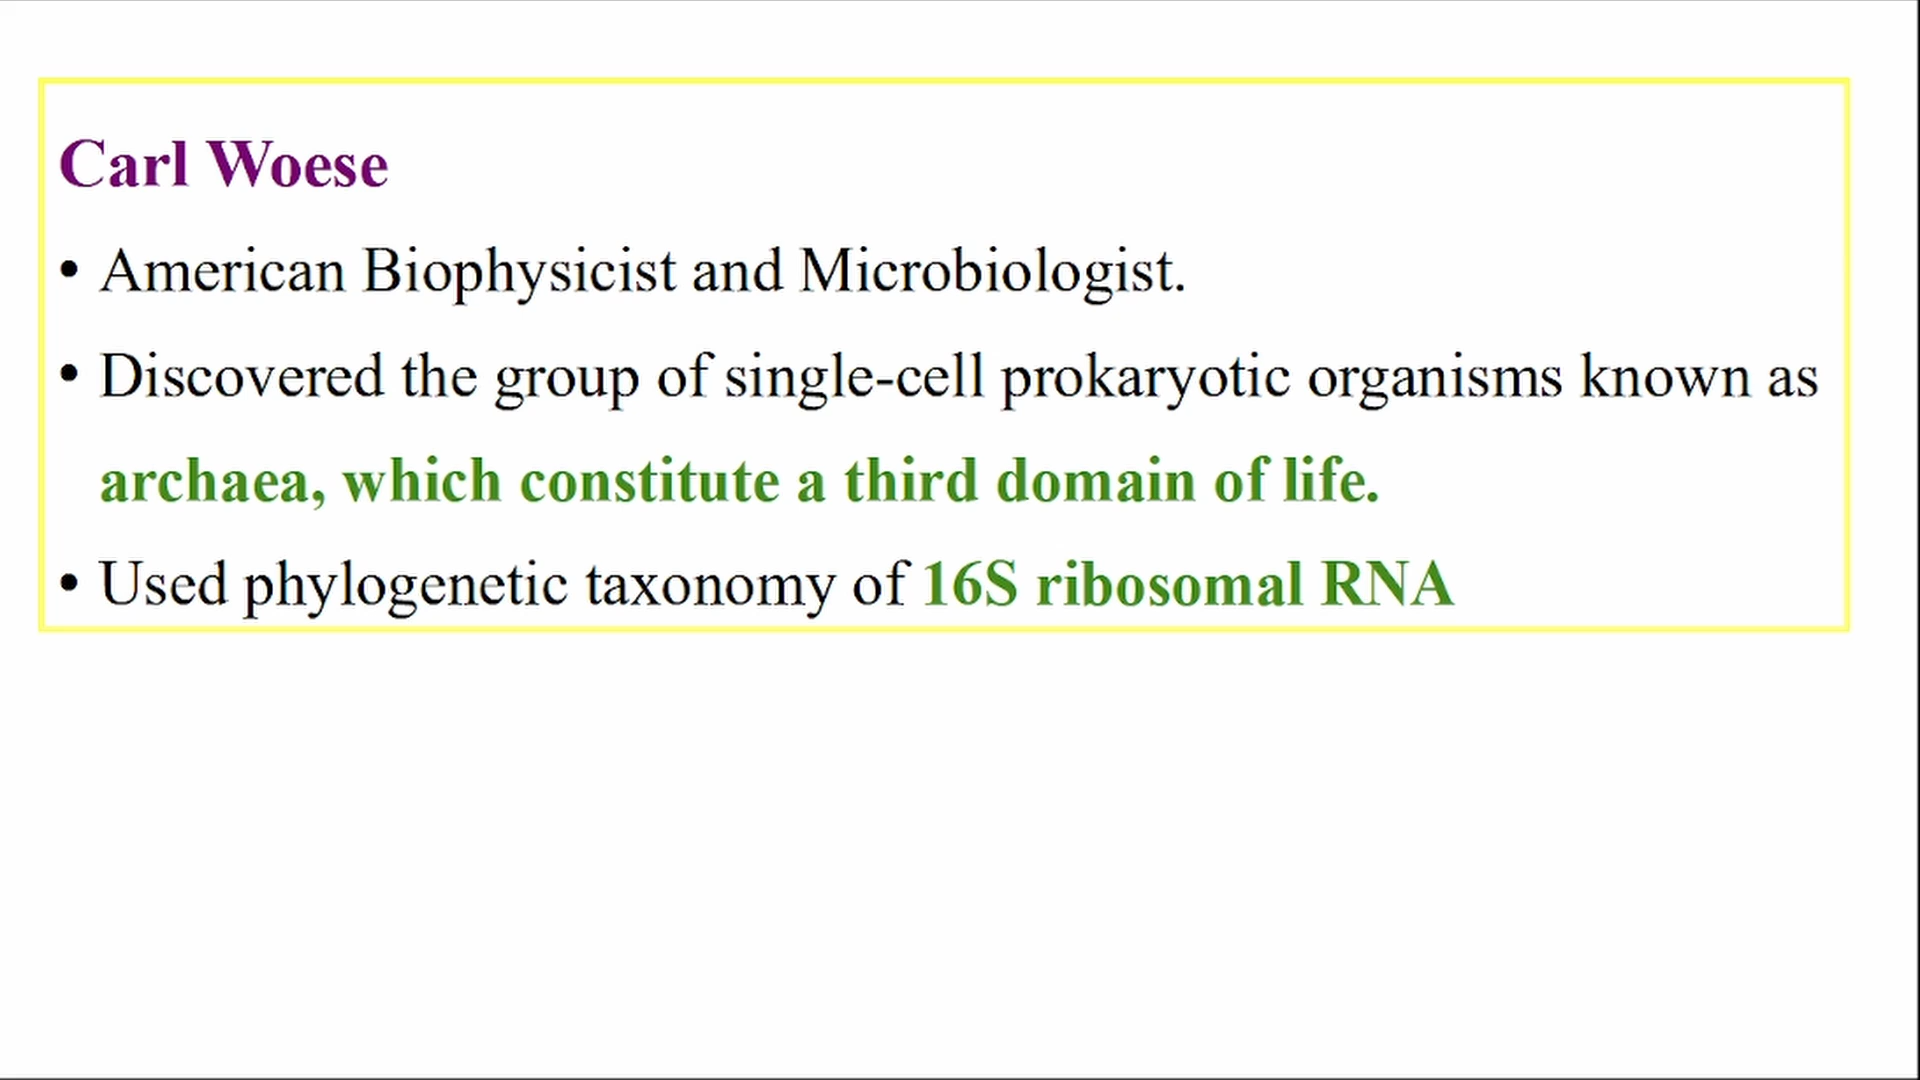 Carl Woese
• American Biophysicist and Microbiologist.
• Discovered the group of single-cell prokaryotic organisms known as
archaea, which constitute a third domain of life.
• Used phylogenetic taxonomy of 16S ribosomal RNA